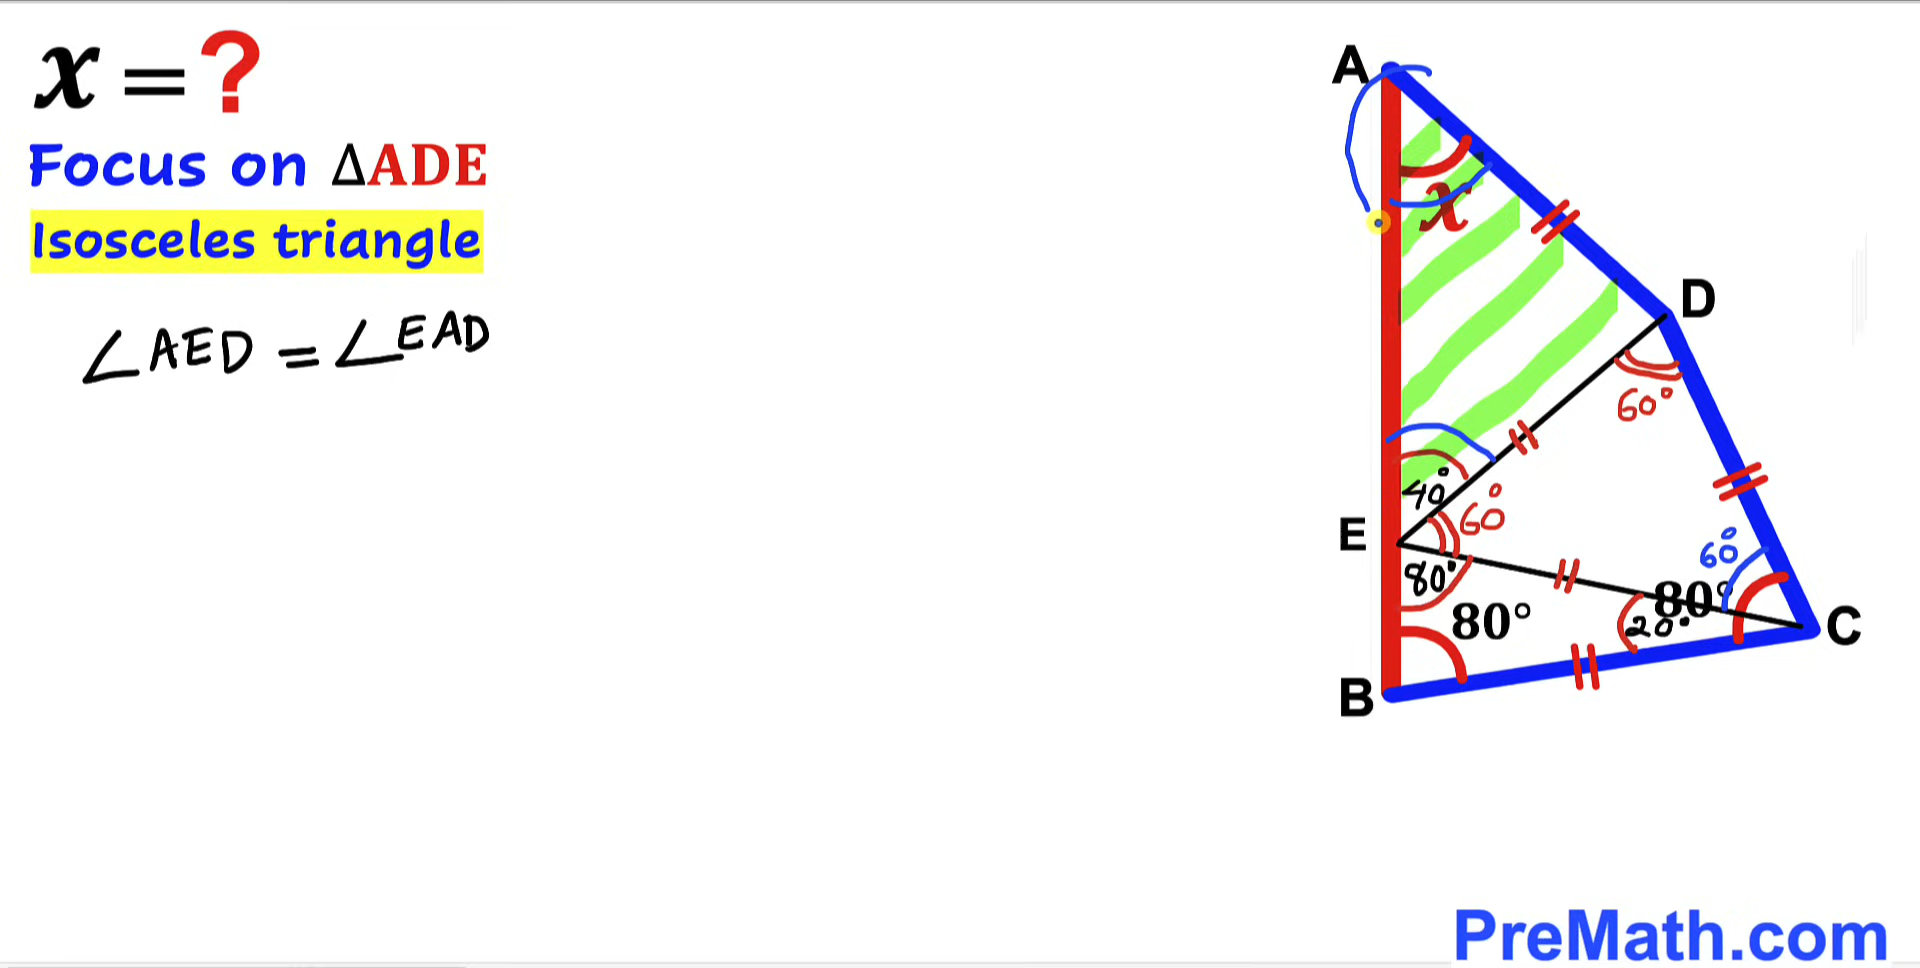 x = ?
Focus on ΔADE
Isosceles triangle
∠AED = ∠EAD
A
x
D
60°
40°
60°
E
80°
60°
80°
80°
20°
C
B
PreMath.com